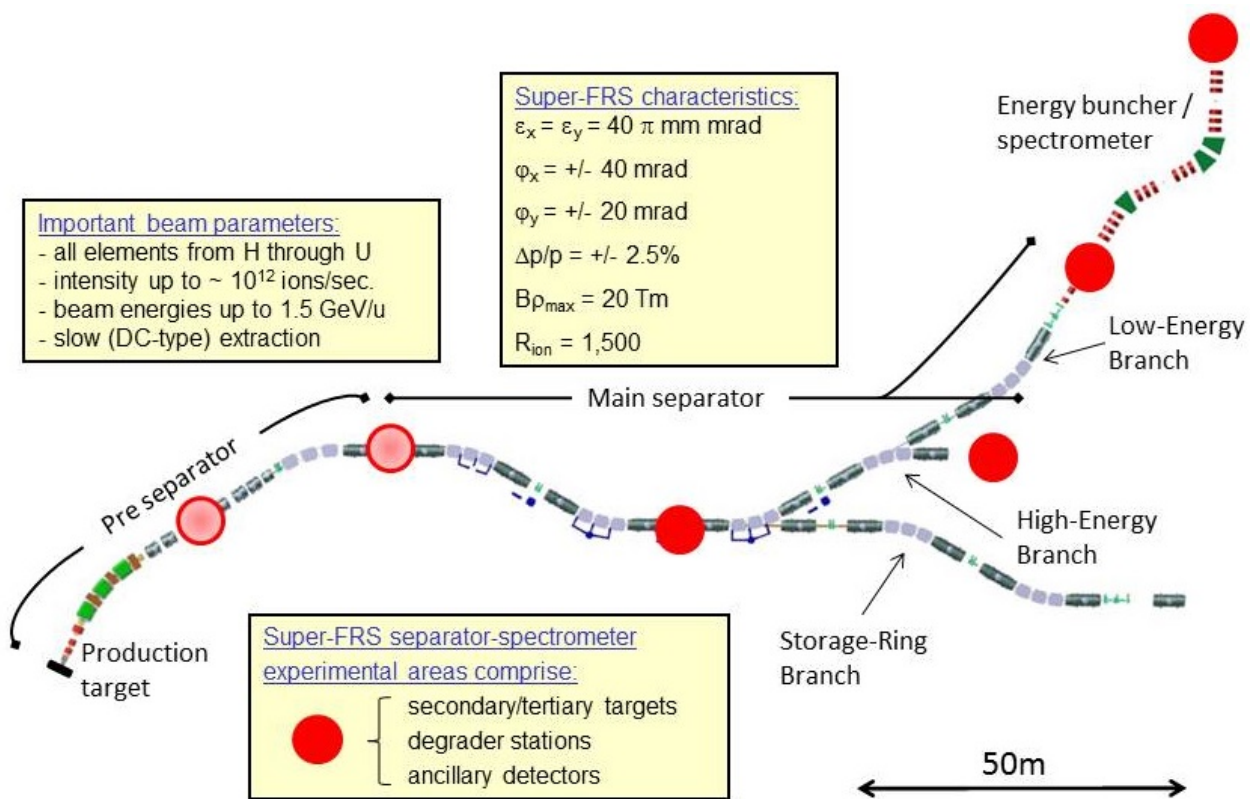 Super-FRS characteristics:
εx = εy = 40 π mm mrad
φx = +/- 40 mrad
φy = +/- 20 mrad
Δp/p = +/- 2.5%
Bρmax = 20 Tm
Rion = 1,500
Energy buncher /
spectrometer
Important beam parameters:
- all elements from H through U
- intensity up to ~ 10¹² ions/sec.
- beam energies up to 1.5 GeV/u
- slow (DC-type) extraction
Low-Energy
Branch
Main separator
Pre separator
High-Energy
Branch
Production
target
Storage-Ring
Branch
Super-FRS separator-spectrometer
experimental areas comprise:
secondary/tertiary targets
degrader stations
ancillary detectors
50m